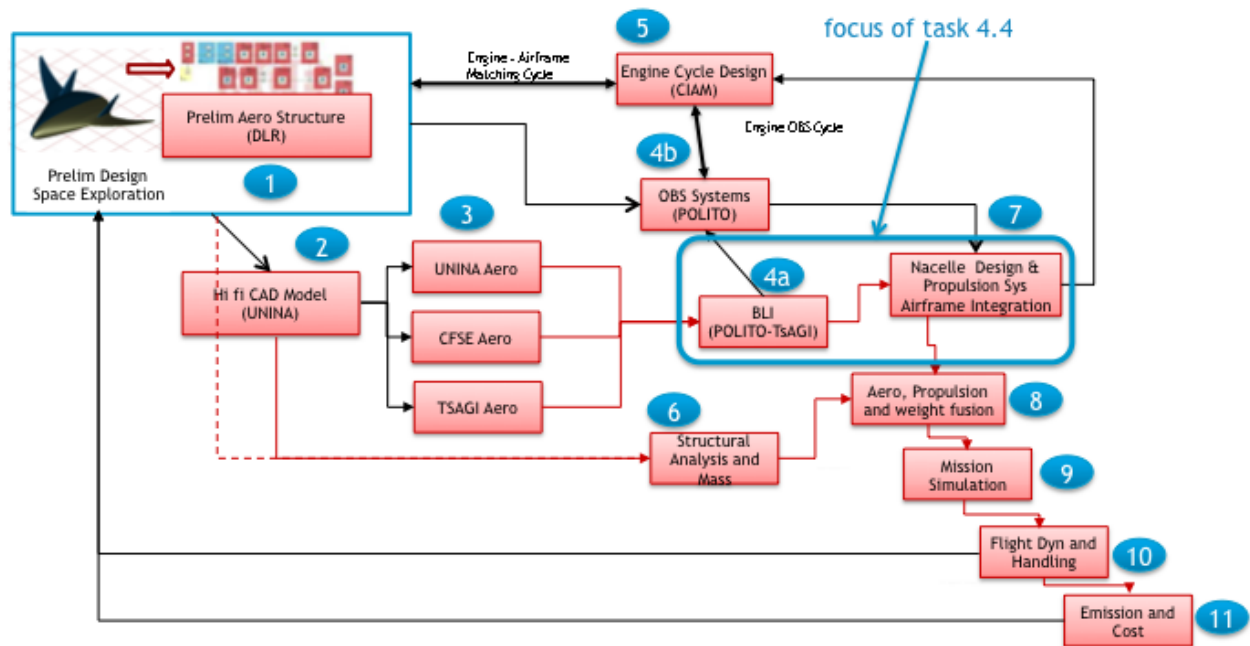 focus of task 4.4
5
Engine - Airframe
Matching Cycle
Engine Cycle Design
(CIAM)
Prelim Aero Structure
(DLR)
Engine OBS Cycle
4b
1
Prelim Design
Space Exploration
OBS Systems
(POLITO)
7
3
2
UNINA Aero
4a
Nacelle Design &
Propulsion Sys
Airframe Integration
Hi fi CAD Model
(UNINA)
BLI
(POLITO-TsAGI)
CFSE Aero
TSAGI Aero
Aero, Propulsion
and weight fusion
8
6
Structural
Analysis and
Mass
Mission
Simulation
9
Flight Dyn and
Handling
10
Emission and
Cost
11